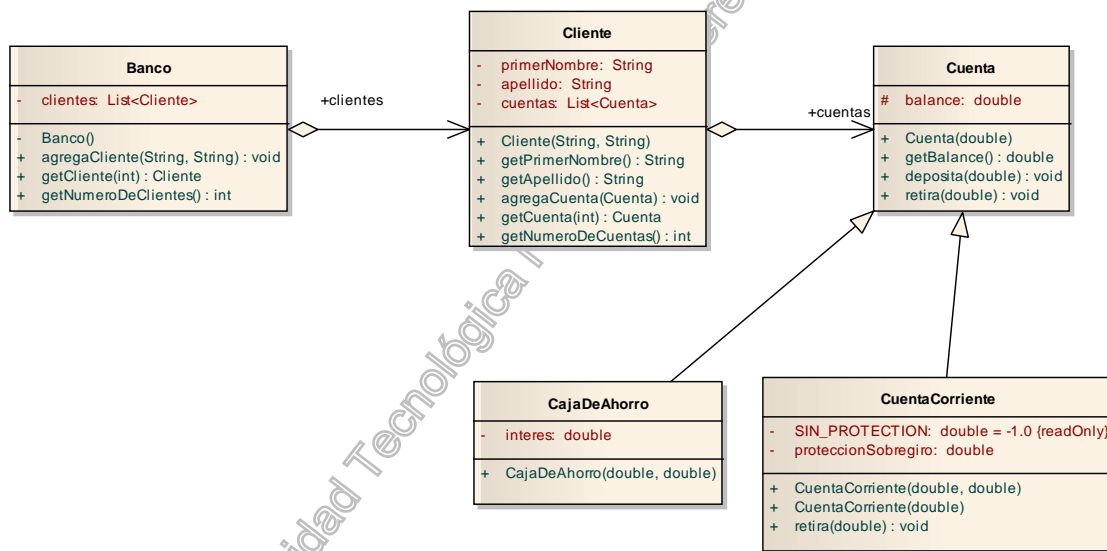 Banco
- clientes: List<Cliente>
- Banco()
+ agregaCliente(String, String) : void
+ getCliente(int) : Cliente
+ getNumeroDeClientes() : int
+clientes
Cliente
- primerNombre: String
- apellido: String
- cuentas: List<Cuenta>
+ Cliente(String, String)
+ getPrimerNombre() : String
+ getApellido() : String
+ agregaCuenta(Cuenta) : void
+ getCuenta(int) : Cuenta
+ getNumeroDeCuentas() : int
+cuentas
Cuenta
# balance: double
+ Cuenta(double)
+ getBalance() : double
+ deposita(double) : void
+ retira(double) : void
CajaDeAhorro
- interes: double
+ CajaDeAhorro(double, double)
CuentaCorriente
- SIN_PROTECTION: double = -1.0 {readOnly}
- proteccionSobregiro: double
+ CuentaCorriente(double, double)
+ CuentaCorriente(double)
+ retira(double) : void
Tecnológica